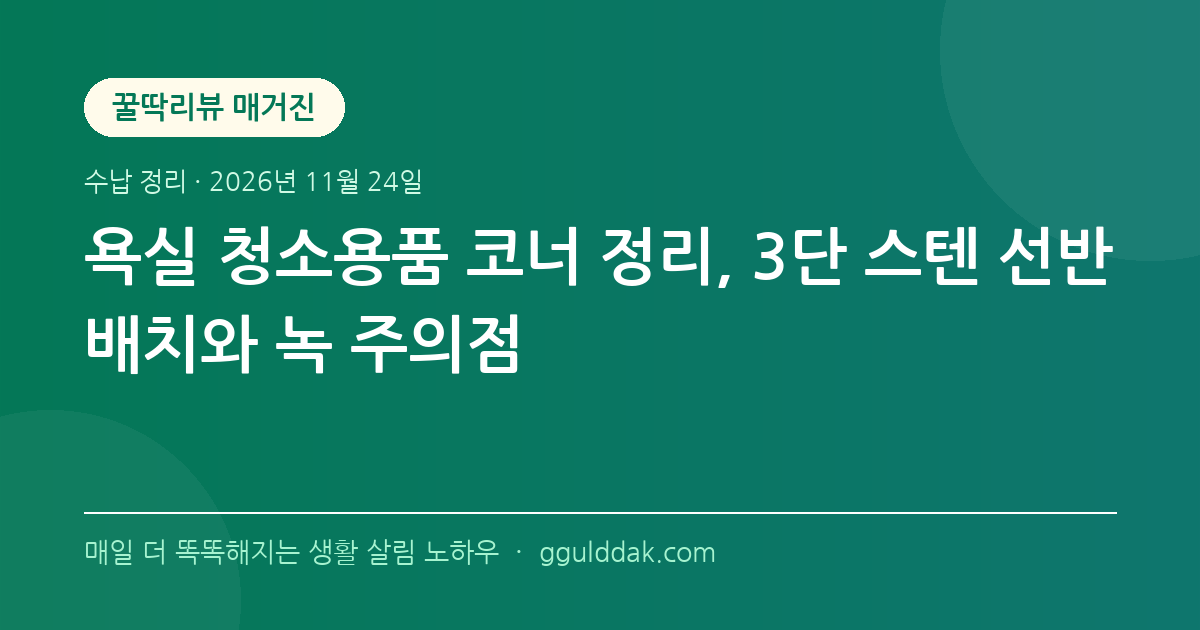 꿀딱리뷰 매거진
수납 정리 · 2026년 11월 24일
욕실 청소용품 코너 정리, 3단 스텐 선반
배치와 녹 주의점
매일 더 똑똑해지는 생활 살림 노하우 · ggulddak.com